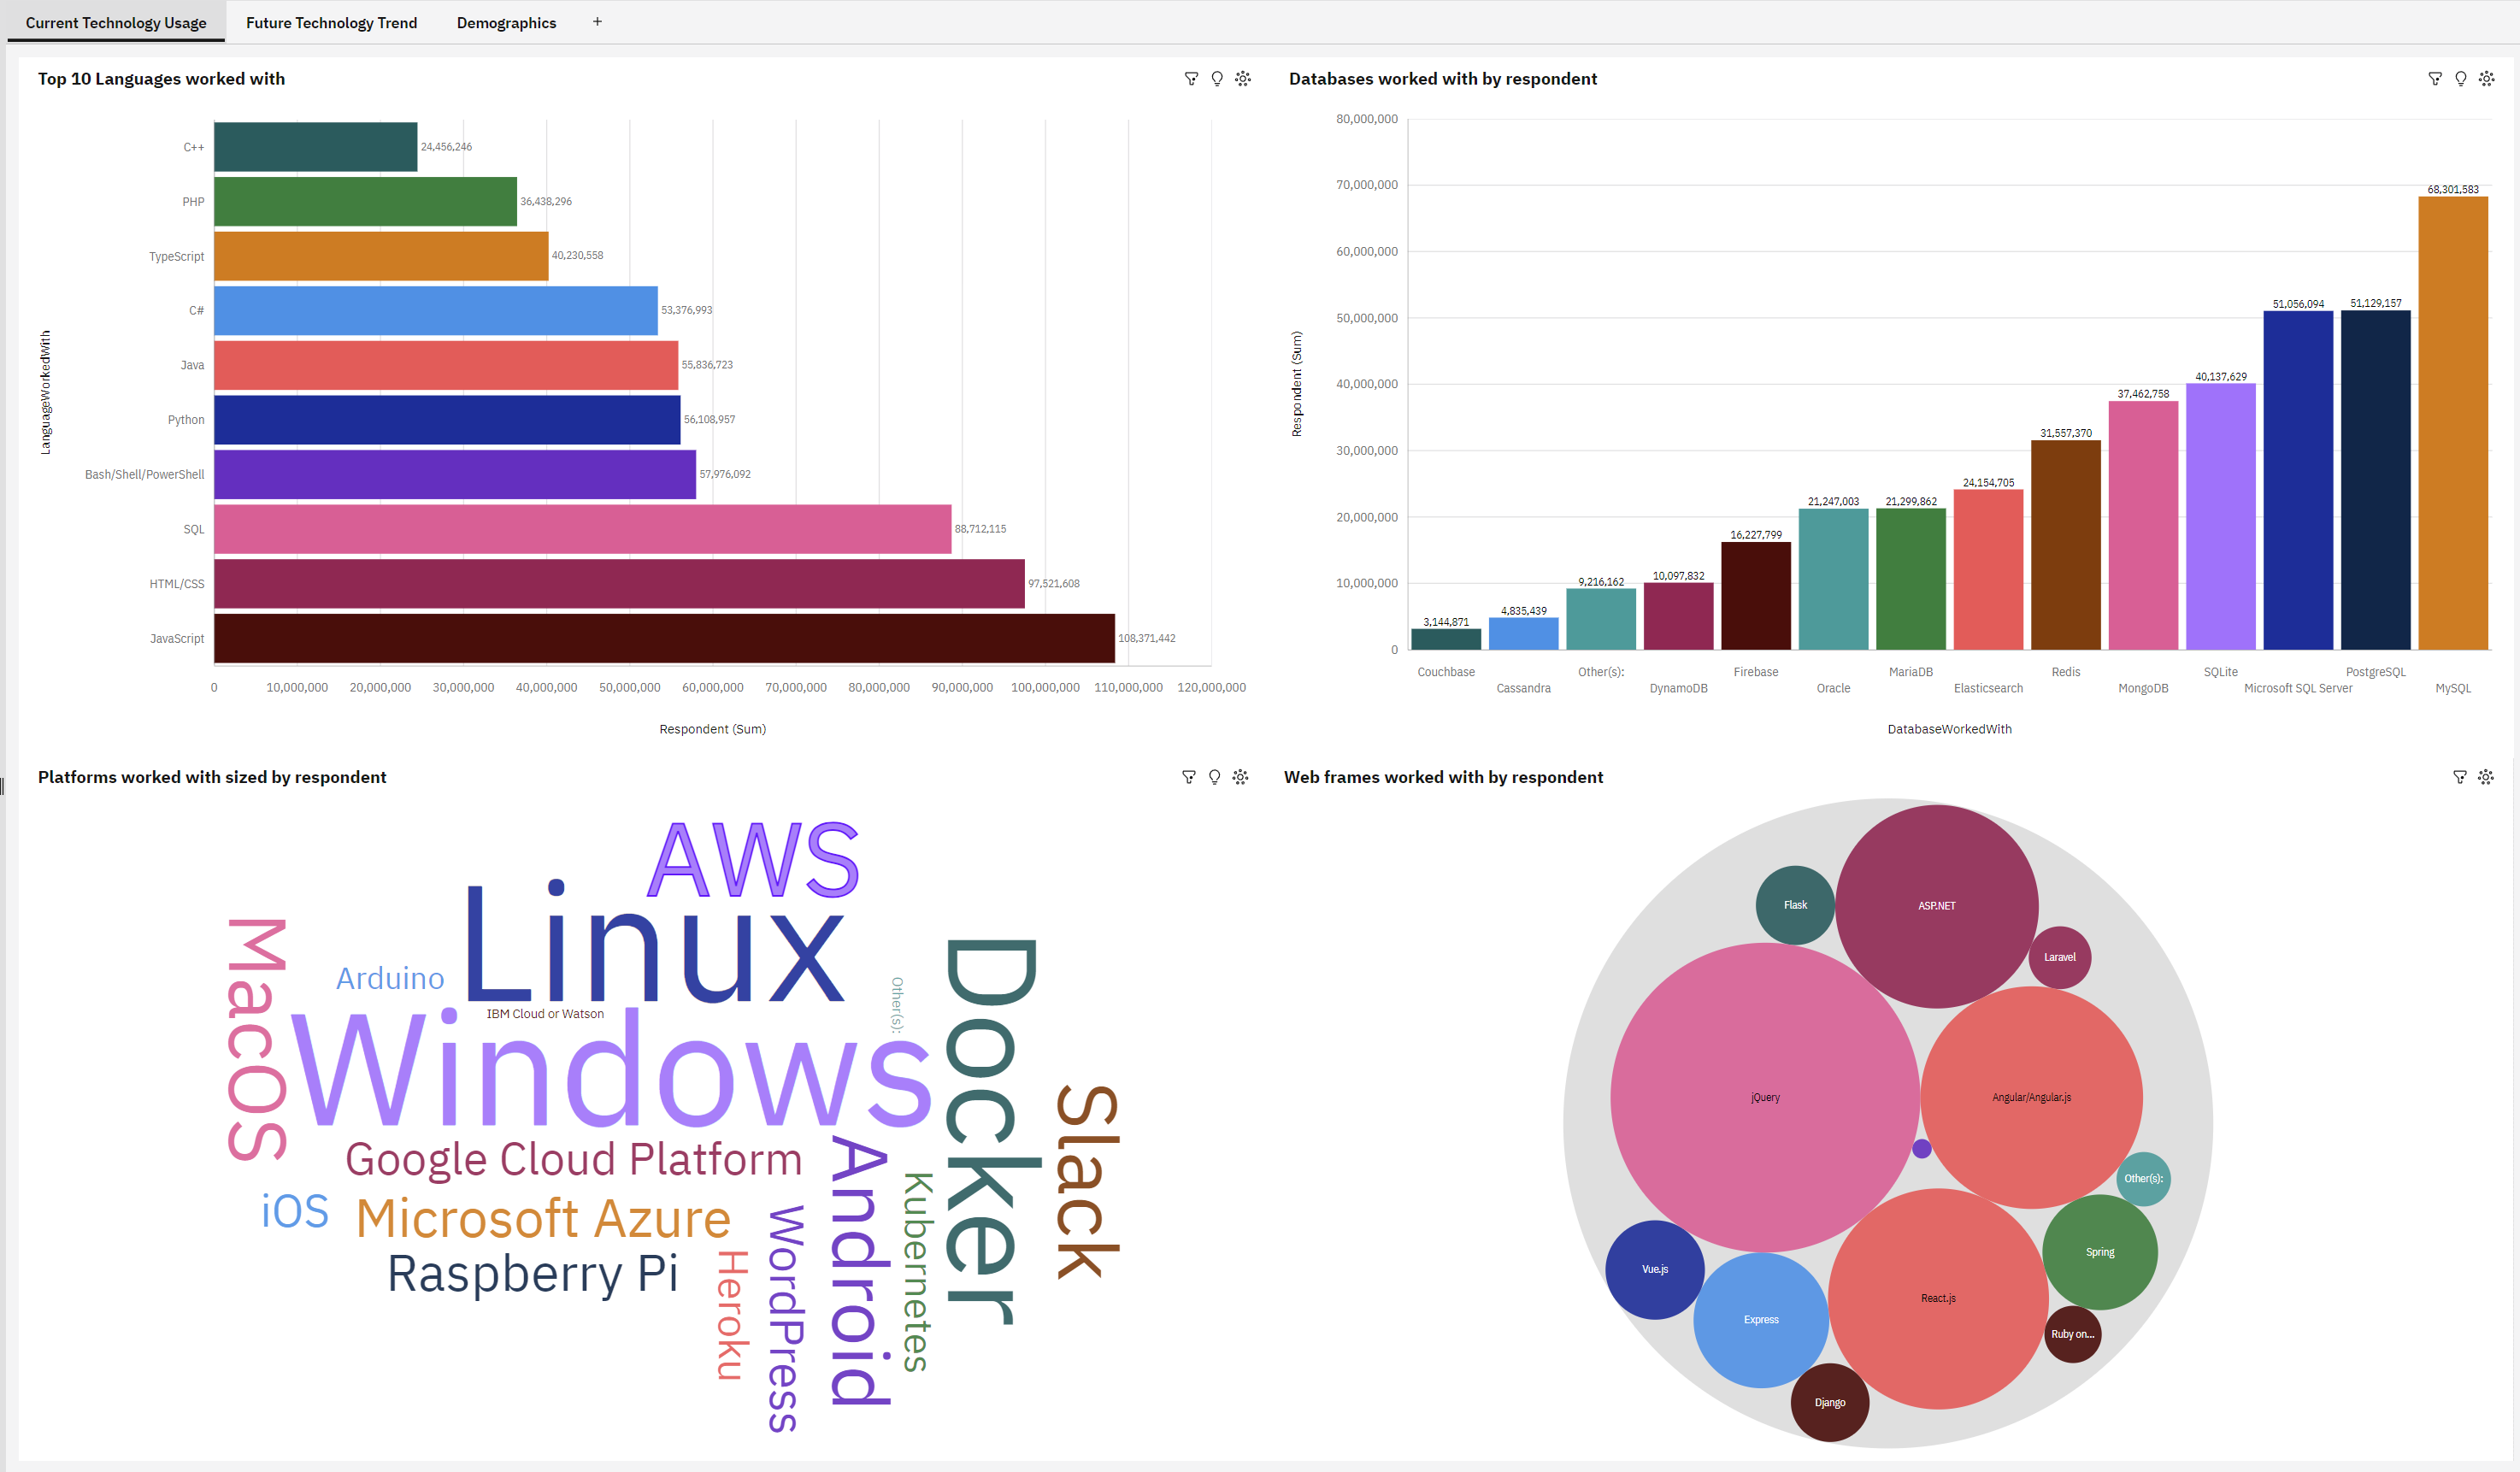 Current Technology Usage
Future Technology Trend
Demographics
+
Top 10 Languages worked with
LanguageWorkedWith
C++
24,456,246
PHP
36,438,296
TypeScript
40,230,558
C#
53,376,993
Java
55,836,723
Python
56,108,957
Bash/Shell/PowerShell
57,976,092
SQL
88,712,115
HTML/CSS
97,521,608
JavaScript
108,371,442
0 10,000,000 20,000,000 30,000,000 40,000,000 50,000,000 60,000,000 70,000,000 80,000,000 90,000,000 100,000,000 110,000,000 120,000,000
Respondent (Sum)
Databases worked with by respondent
Respondent (Sum)
80,000,000
70,000,000
60,000,000
50,000,000
40,000,000
30,000,000
20,000,000
10,000,000
0
3,144,871
4,835,439
9,216,162
10,097,832
16,227,799
21,247,003
21,299,862
24,154,705
31,557,370
37,462,758
40,137,629
51,056,094
51,129,157
68,301,583
Couchbase
Cassandra
Other(s):
DynamoDB
Firebase
Oracle
MariaDB
Elasticsearch
Redis
MongoDB
SQLite
Microsoft SQL Server
PostgreSQL
MySQL
DatabaseWorkedWith
Platforms worked with sized by respondent
AWS
Linux
MacOS
Arduino
IBM Cloud or Watson
Other(s):
Docker
Windows
Slack
Google Cloud Platform
Android
Kubernetes
iOS
Microsoft Azure
WordPress
Raspberry Pi
Heroku
Web frames worked with by respondent
Flask
ASP.NET
Laravel
jQuery
Angular/Angular.js
Other(s):
Spring
Vue.js
React.js
Express
Ruby on...
Django